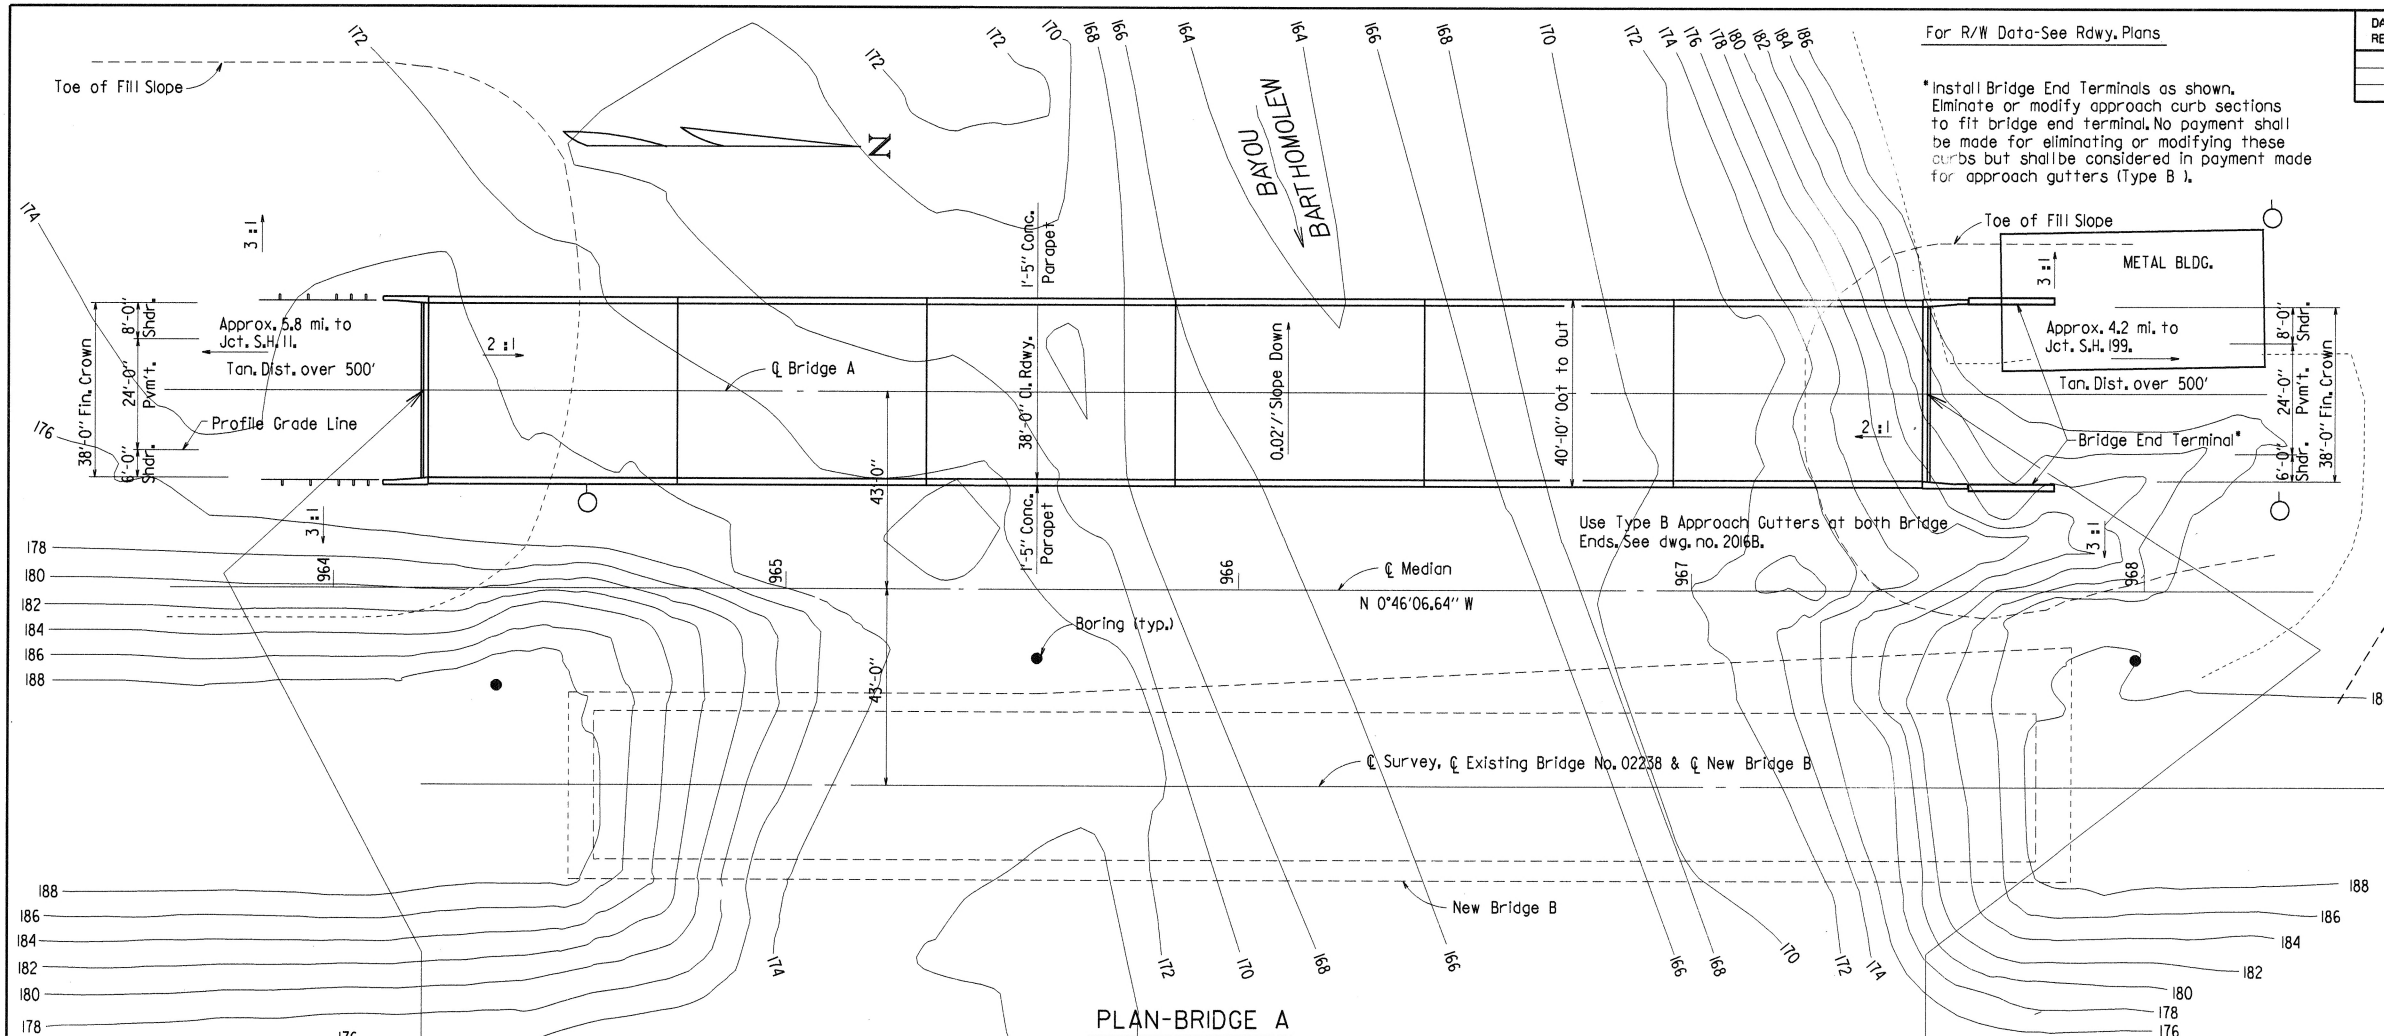 172
172
172
170
168
166
164
164
166
168
170
172
174
176
178
180
182
184
186
For R/W Data-See Rdwy. Plans
DA
RE
Toe of Fill Slope
*Install Bridge End Terminals as shown.
Elminate or modify approach curb sections
to fit bridge end terminal. No payment shall
be made for eliminating or modifying these
curbs but shall be considered in payment made
for approach gutters (Type B ).
N
BAYOU
BARTHOMOLEW
174
3 :1
1'-5" Conc.
Parapet
Toe of Fill Slope
METAL BLDG.
3 :1
8'-0"
Shdr.
24'-0"
Pvm't.
6'-0"
Shdr.
38'-0" Fin. Crown
Approx. 5.8 mi. to
Jct. S.H. 11.
Tan. Dist. over 500'
Profile Grade Line
2 :1
℄ Bridge A
38'-0" Cl. Rdwy.
0.02'/' Slope Down
40'-10" Oot to Out
Approx. 4.2 mi. to
Jct. S.H. 199.
Tan. Dist. over 500'
8'-0"
Shdr.
24'-0"
Pvm't.
6'-0"
Shdr.
38'-0" Fin. Crown
2 :1
Bridge End Terminal*
176
43'-0"
1'-5" Conc.
Parapet
3 :1
Use Type B Approach Gutters at both Bridge
Ends. See dwg. no. 2016B.
3 :1
178
180
182
184
186
188
964
965
966
967
968
℄ Median
N 0°46'06.64" W
Boring (typ.)
43'-0"
18
℄ Survey, ℄ Existing Bridge No. 02238 & ℄ New Bridge B
New Bridge B
188
186
184
182
180
178
176
174
172
170
168
166
166
168
170
172
174
188
186
184
182
180
178
176
PLAN-BRIDGE A